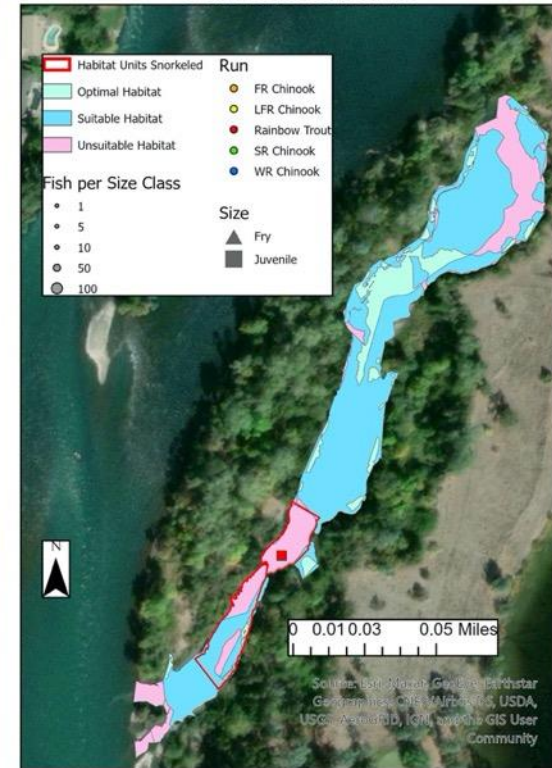 Habitat Units Snorkeled
Optimal Habitat
Suitable Habitat
Unsuitable Habitat
Fish per Size Class
1
5
10
50
100
Run
FR Chinook
LFR Chinook
Rainbow Trout
SR Chinook
WR Chinook
Size
Fry
Juvenile
N
0 0.01 0.03 0.05 Miles
Source: Esri, Maxar, GeoEye, Earthstar
Geographics, CNES/Airbus DS, USDA,
USGS, AeroGRID, IGN, and the GIS User
Community